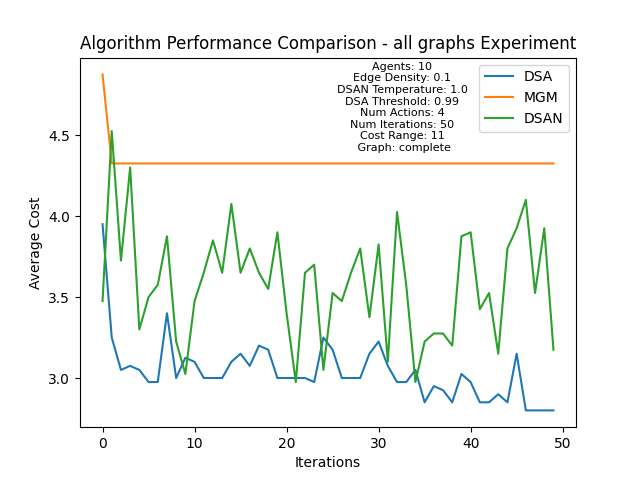 Algorithm Performance Comparison - all graphs Experiment
Agents: 10
Edge Density: 0.1
DSAN Temperature: 1.0
DSA Threshold: 0.99
Num Actions: 4
Num Iterations: 50
Cost Range: 11
Graph: complete
DSA
MGM
DSAN
Average Cost
4.5
4.0
3.5
3.0
0
10
20
30
40
50
Iterations